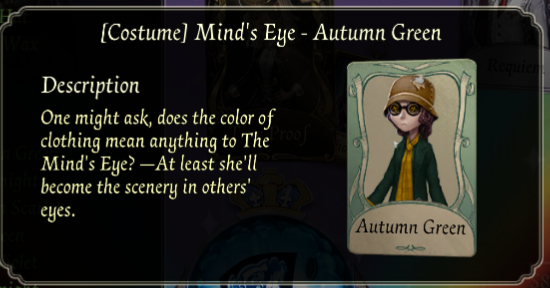 [Costume] Mind's Eye - Autumn Green
Description
One might ask, does the color of
clothing mean anything to The
Mind's Eye? —At least she'll
become the scenery in others'
eyes.
Autumn Green